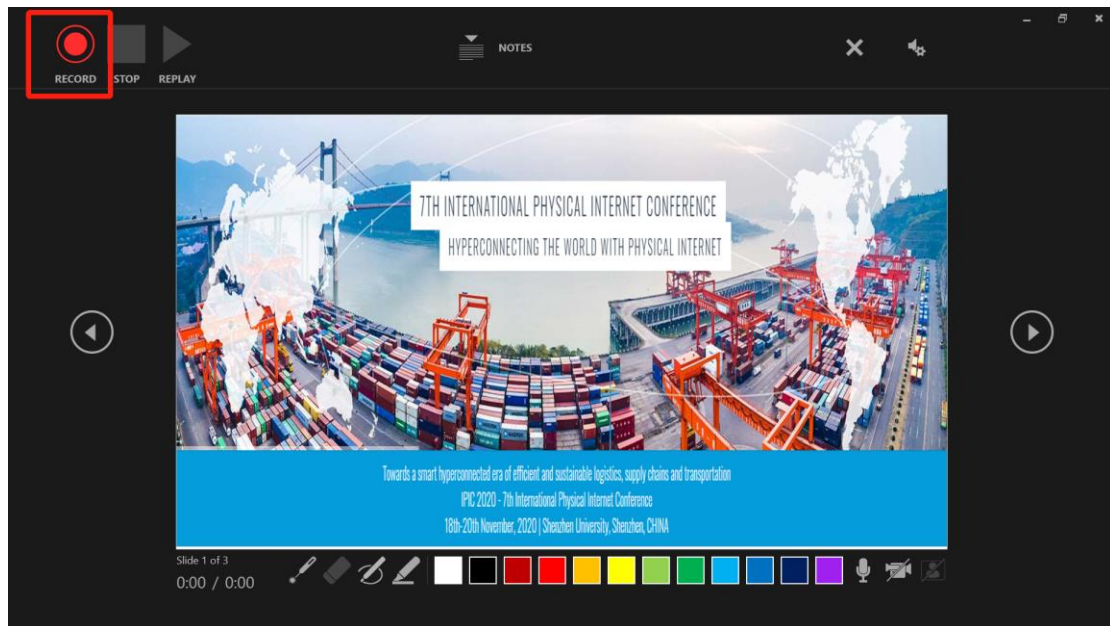 RECORD STOP REPLAY
NOTES
7TH INTERNATIONAL PHYSICAL INTERNET CONFERENCE
HYPERCONNECTING THE WORLD WITH PHYSICAL INTERNET
Towards a smart hyperconnected era of efficient and sustainable logistics, supply chains and transportation
IPIC 2020 - 7th International Physical Internet Conference
18th-20th November, 2020 | Shenzhen University, Shenzhen, CHINA
Slide 1 of 3
0:00 / 0:00